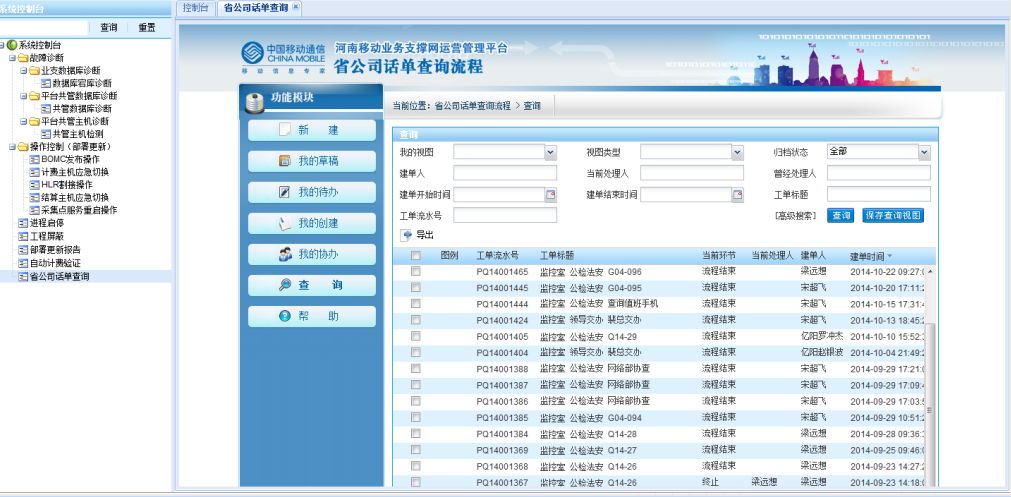 系统控制台
查询 重置
系统控制台
故障诊断
业支数据库诊断
数据库宕库诊断
平台共管数据库诊断
共管数据库诊断
平台共管主机诊断
共管主机检测
操作控制（部署更新）
BOMC发布操作
计费主机应急切换
HLR割接操作
结算主机应急切换
采集点服务重启操作
进程启停
工程屏蔽
部署更新报告
自动计费验证
省公司话单查询
控制台 省公司话单查询
中国移动通信
CHINA MOBILE
移动信息专家
河南移动业务支撑网运营管理平台
省公司话单查询流程
功能模块
新 建
我的草稿
我的待办
我的创建
我的协办
查 询
帮 助
当前位置：省公司话单查询流程 > 查询
查询
我的视图 视图类型 归档状态 全部
建单人 当前处理人 曾经处理人
建单开始时间 建单结束时间 工单标题
工单流水号 [高级搜索] 查询 保存查询视图
导出
图例 工单流水号 工单标题 当前环节 当前处理人 建单人 建单时间
PQ14001465 监控室 公检法安 G04-096 流程结束 梁远想 2014-10-22 09:27:0
PQ14001445 监控室 公检法安 G04-095 流程结束 宋超飞 2014-10-20 17:11:2
PQ14001444 监控室 公检法安 查询值班手机 流程结束 宋超飞 2014-10-15 17:31:4
PQ14001424 监控室 领导交办 裴总交办 流程结束 宋超飞 2014-10-13 18:45:2
PQ14001405 监控室 公检法安 Q14-29 流程结束 亿阳罗冲杰 2014-10-10 15:52:3
PQ14001404 监控室 领导交办 裴总交办 流程结束 亿阳赵银波 2014-10-04 21:49:2
PQ14001388 监控室 公检法安 网络部协查 流程结束 宋超飞 2014-09-29 17:21:0
PQ14001387 监控室 公检法安 网络部协查 流程结束 宋超飞 2014-09-29 17:09:4
PQ14001386 监控室 公检法安 网络部协查 流程结束 宋超飞 2014-09-29 17:03:5
PQ14001385 监控室 公检法安 G04-094 流程结束 宋超飞 2014-09-29 10:51:2
PQ14001384 监控室 公检法安 Q14-28 流程结束 梁远想 2014-09-28 09:36:3
PQ14001369 监控室 公检法安 Q14-27 流程结束 梁远想 2014-09-25 09:46:0
PQ14001368 监控室 公检法安 Q14-26 流程结束 梁远想 2014-09-23 14:27:2
PQ14001367 监控室 公检法安 Q14-26 终止 梁远想 梁远想 2014-09-23 14:18:0